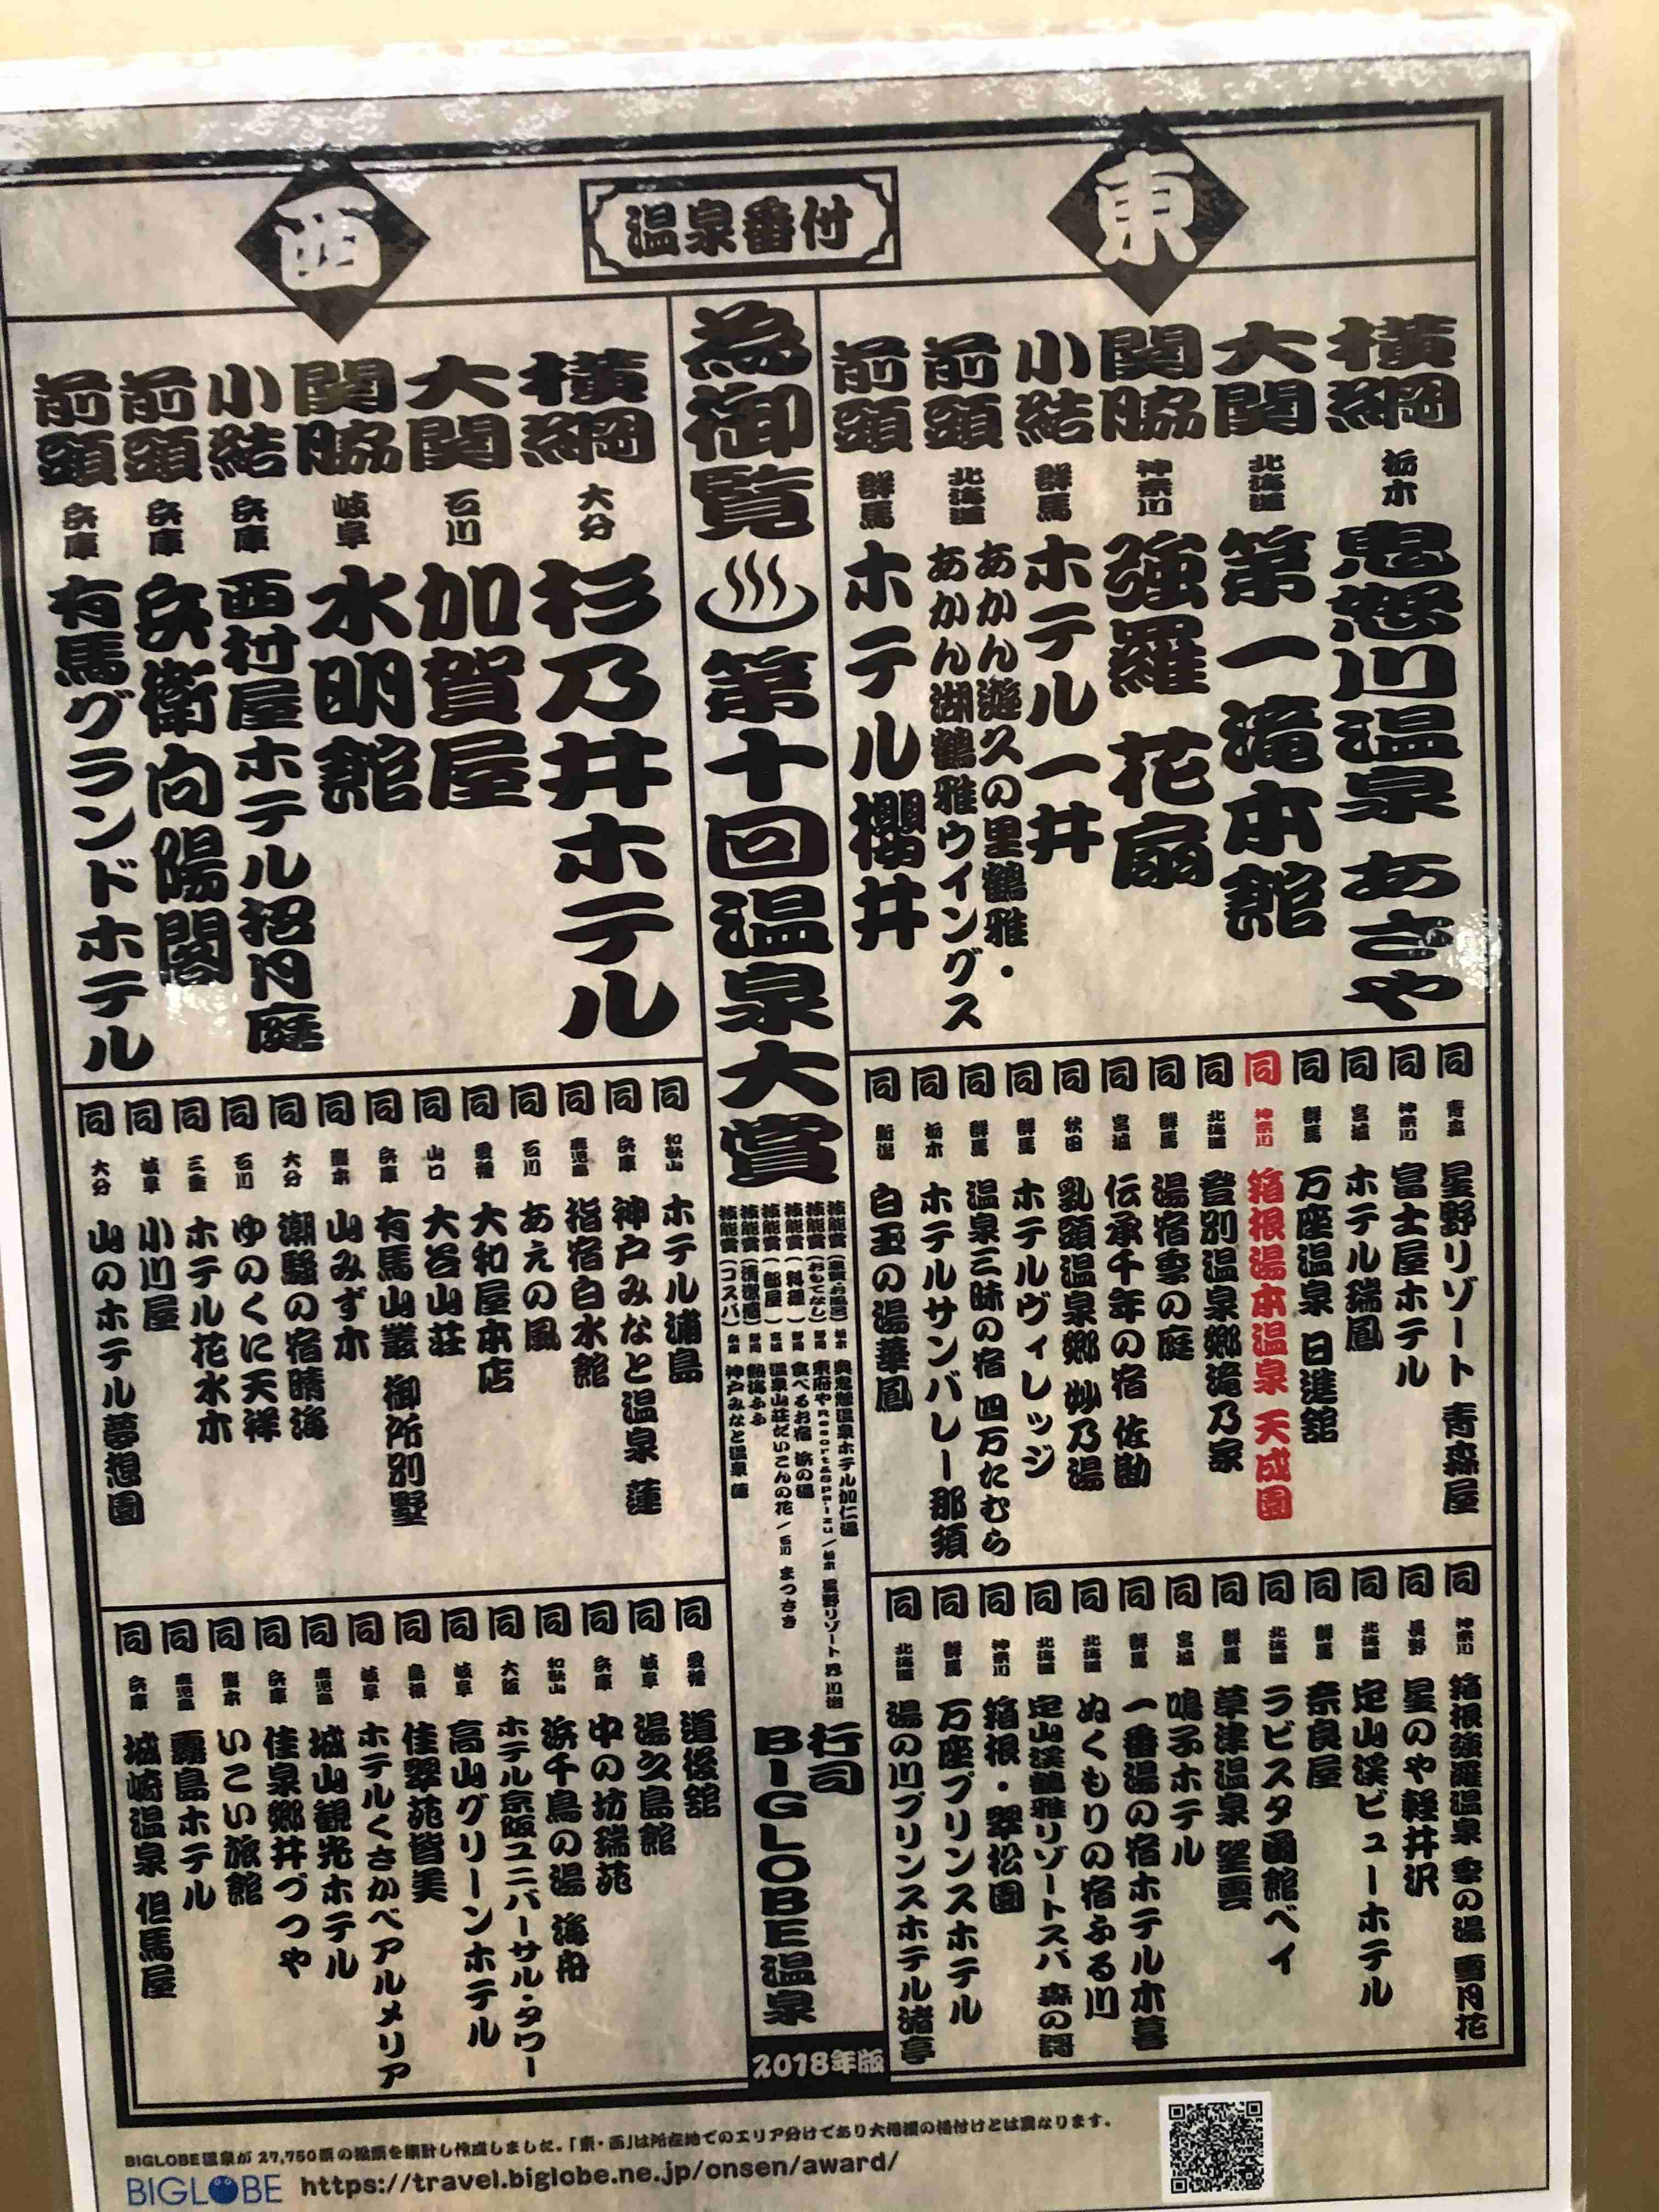 温泉番付
東
横綱 栃木 鬼怒川温泉 あさや
大関 北海道 第一滝本館
関脇 神奈川 強羅 花扇
小結 群馬 ホテル一井
前頭 北海道 あかん遊久の里鶴雅・
あかん湖鶴雅ウイングス
前頭 群馬 ホテル櫻井
同 青森 星野リゾート 青森屋
同 神奈川 富士屋ホテル
同 宮城 ホテル瑞鳳
同 群馬 万座温泉 日進舘
同 神奈川 箱根湯本温泉 天成園
同 北海道 登別温泉郷滝乃家
同 群馬 湯宿季の庭
同 宮城 伝承千年の宿 佐勘
同 秋田 乳頭温泉郷 妙乃湯
同 群馬 ホテルヴィレッジ
同 群馬 温泉三昧の宿 四万たむら
同 栃木 ホテルサンバレー那須
同 新潟 白玉の湯華鳳
同 神奈川 箱根強羅温泉 季の湯 雪月花
同 長野 星のや軽井沢
同 北海道 定山渓ビューホテル
同 群馬 奈良屋
同 北海道 ラビスタ函館ベイ
同 群馬 草津温泉 望雲
同 宮城 鳴子ホテル
同 群馬 一番湯の宿ホテル木暮
同 北海道 ぬくもりの宿ふる川
同 北海道 定山渓鶴雅リゾートスパ 森の謌
同 神奈川 箱根・翠松園
同 群馬 万座プリンスホテル
同 北海道 湯の川プリンスホテル渚亭
為御覧
第十回温泉大賞
技能賞（泉質・お風呂） 栃木 奥鬼怒温泉ホテル加仁湯
技能賞（おもてなし） 静岡 東府やResort&Spa-Izu／栃木 星野リゾート 界 川治
技能賞（料理） 静岡 食べるお宿 浜の湯
技能賞（部屋） 宮城 温泉山荘だいこんの花／石川 まつさき
技能賞（清潔感） 静岡 熱海ふふ
技能賞（コスパ） 兵庫 神戸みなと温泉 蓮
行司
BIGLOBE温泉
2018年版
西
横綱 大分 杉乃井ホテル
大関 石川 加賀屋
関脇 岐阜 水明館
小結 兵庫 西村屋ホテル招月庭
前頭 兵庫 兵衛向陽閣
前頭 兵庫 有馬グランドホテル
同 和歌山 ホテル浦島
同 兵庫 神戸みなと温泉 蓮
同 鹿児島 指宿白水館
同 石川 あえの風
同 愛媛 大和屋本店
同 山口 大谷山荘
同 兵庫 有馬山叢 御所別墅
同 熊本 山みず木
同 大分 潮騒の宿晴海
同 石川 ゆのくに天祥
同 三重 ホテル花水木
同 岐阜 小川屋
同 大分 山のホテル夢想園
同 愛媛 道後舘
同 岐阜 湯之島館
同 兵庫 中の坊瑞苑
同 和歌山 浜千鳥の湯 海舟
同 大阪 ホテル京阪ユニバーサル・タワー
同 岐阜 高山グリーンホテル
同 島根 佳翠苑皆美
同 岐阜 ホテルくさかべアルメリア
同 鹿児島 城山観光ホテル
同 兵庫 佳泉郷井づつや
同 熊本 いこい旅館
同 鹿児島 霧島ホテル
同 兵庫 城崎温泉 但馬屋
BIGLOBE温泉が27,750票の投票を集計し作成しました。「東・西」は所在地でのエリア分けであり大相撲の格付けとは異なります。
BIGLOBE https://travel.biglobe.ne.jp/onsen/award/